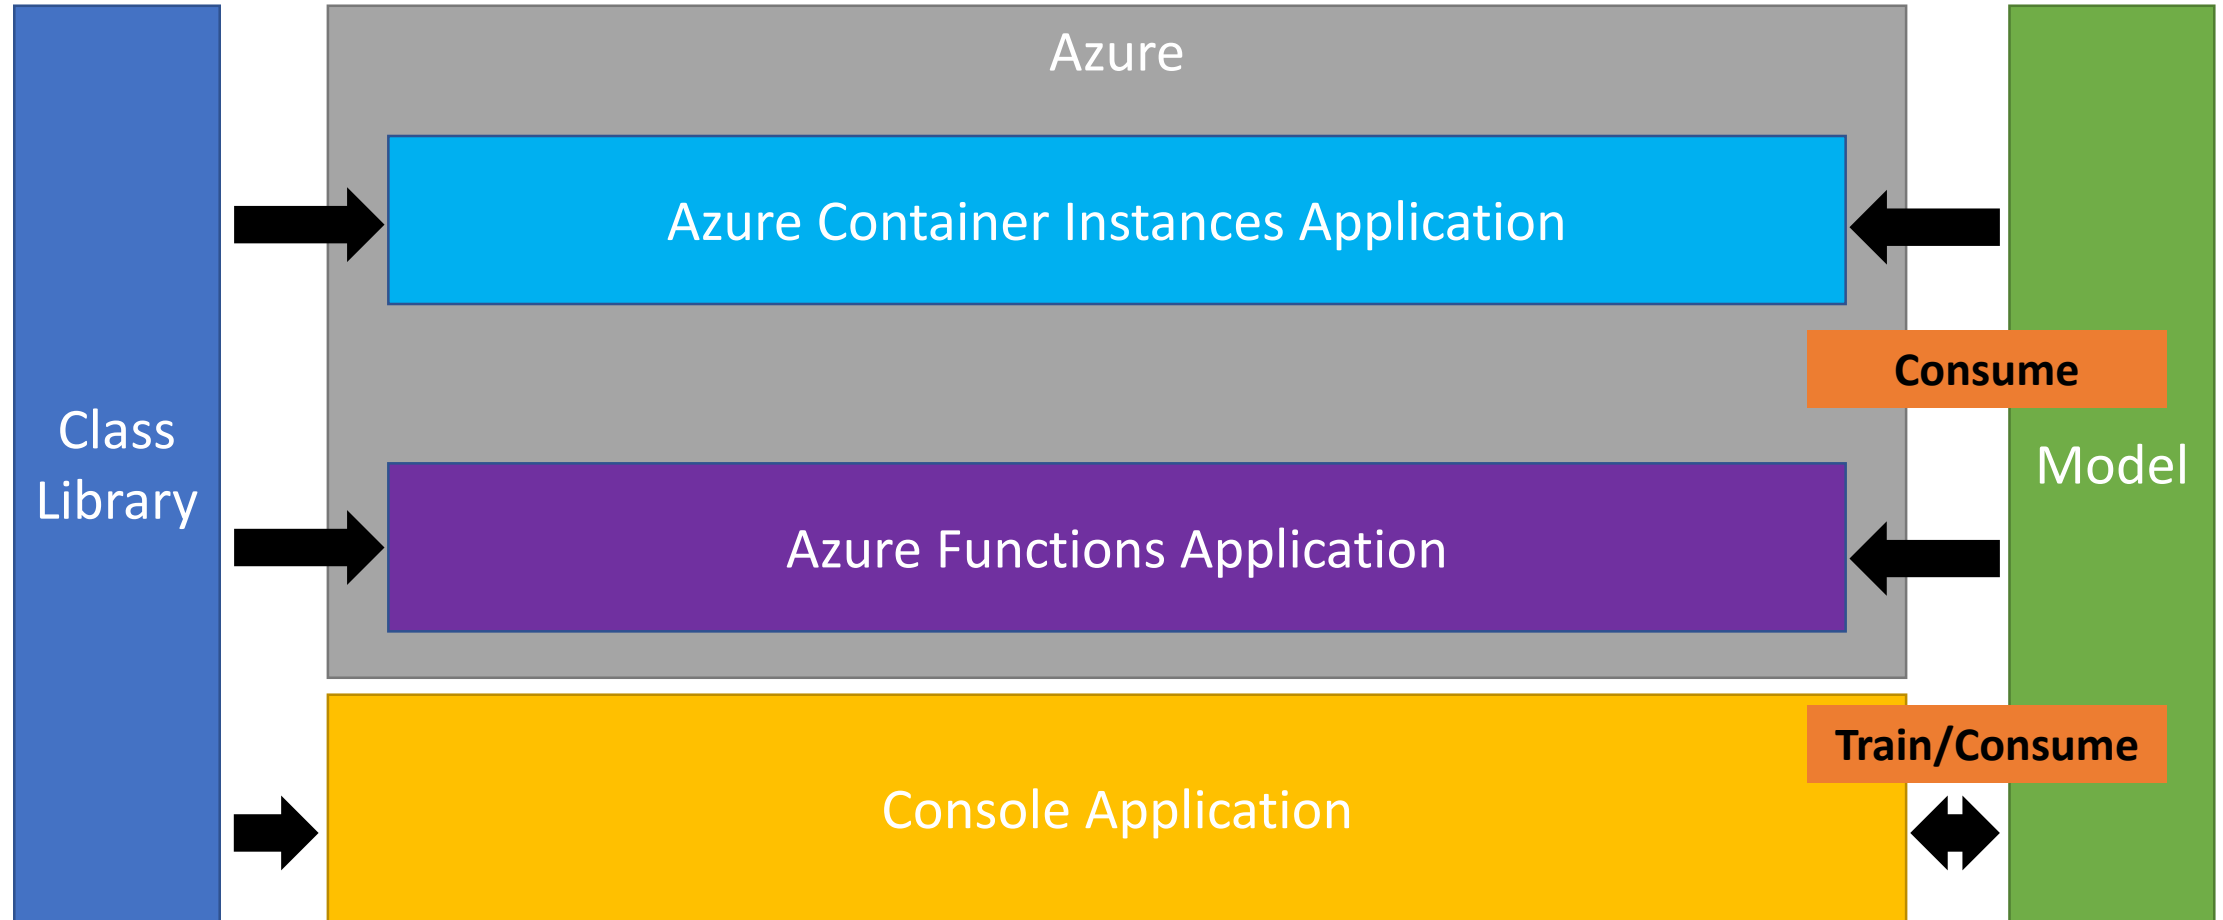 Azure
Azure Container Instances Application
Consume
Class
Library
Model
Azure Functions Application
Train/Consume
Console Application